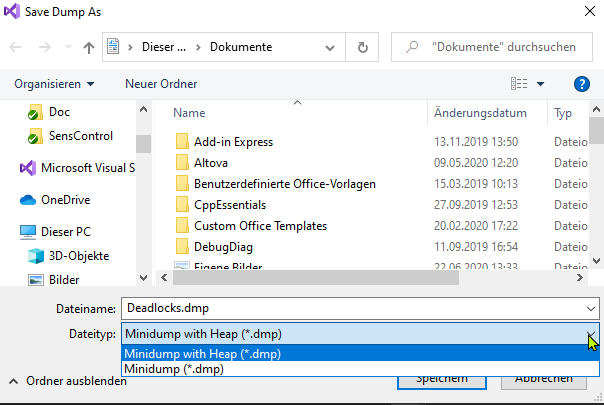 Save Dump As
Dieser ... > Dokumente
"Dokumente" durchsuchen
Organisieren
Neuer Ordner
?
Doc
SensControl
Microsoft Visual S
OneDrive
Dieser PC
3D-Objekte
Bilder
Name Änderungsdatum Typ
Add-in Express 13.11.2019 13:50 Dateio
Altova 09.05.2020 12:20 Dateio
Benutzerdefinierte Office-Vorlagen 15.03.2019 10:13 Dateio
CppEssentials 27.09.2019 12:53 Dateio
Custom Office Templates 20.02.2020 17:22 Dateio
DebugDiag 11.09.2019 16:54 Dateio
Eigene Bilder 22.06.2020 13:33 Dateio
Dateiname: Deadlocks.dmp
Dateityp: Minidump with Heap (*.dmp)
Minidump with Heap (*.dmp)
Minidump (*.dmp)
Ordner ausblenden
Speichern
Abbrechen